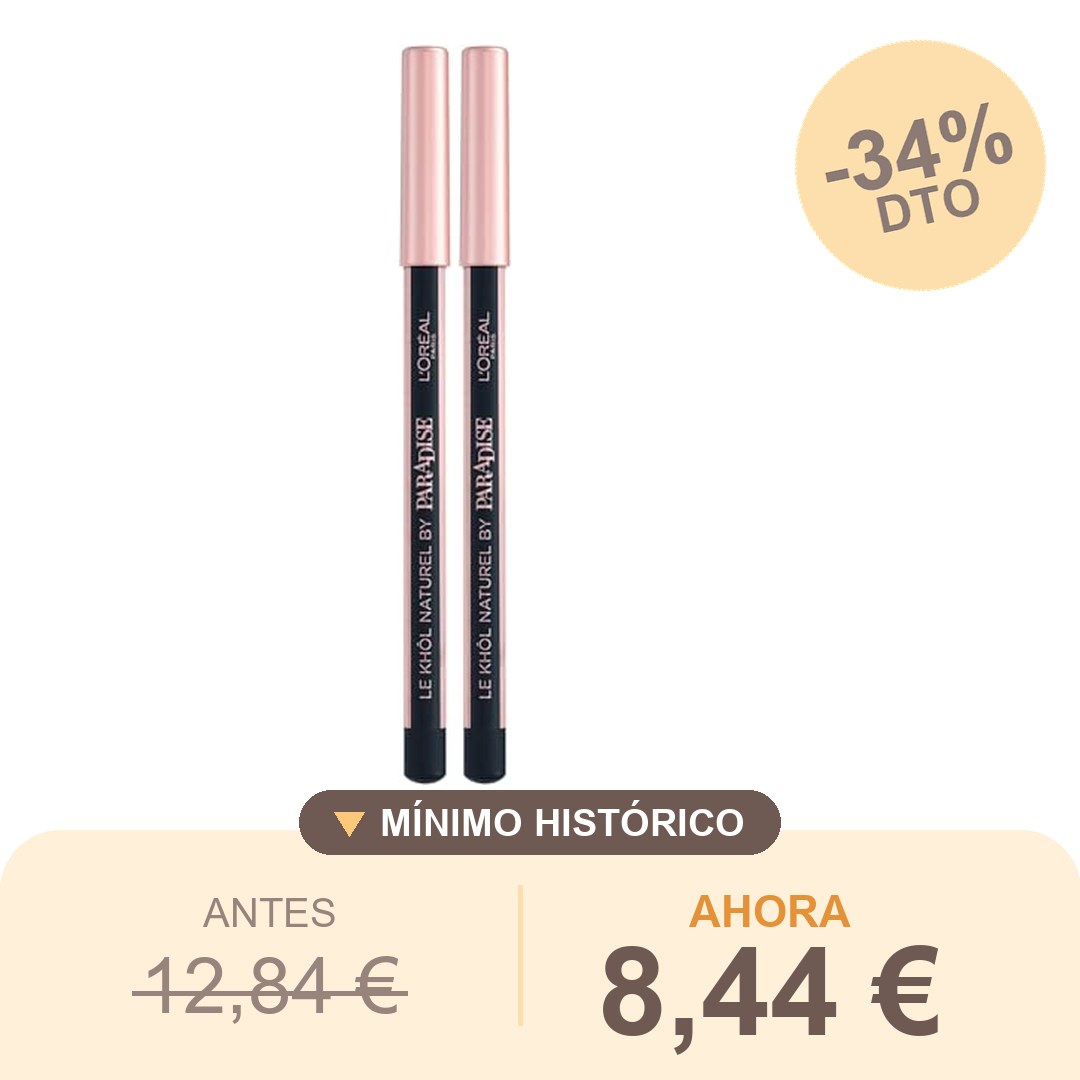 -34%
DTO
L'ORÉAL
PARIS
LE KHÔL NATUREL BY PARADISE
L'ORÉAL
PARIS
LE KHÔL NATUREL BY PARADISE
MÍNIMO HISTÓRICO
ANTES
12,84 €
AHORA
8,44 €